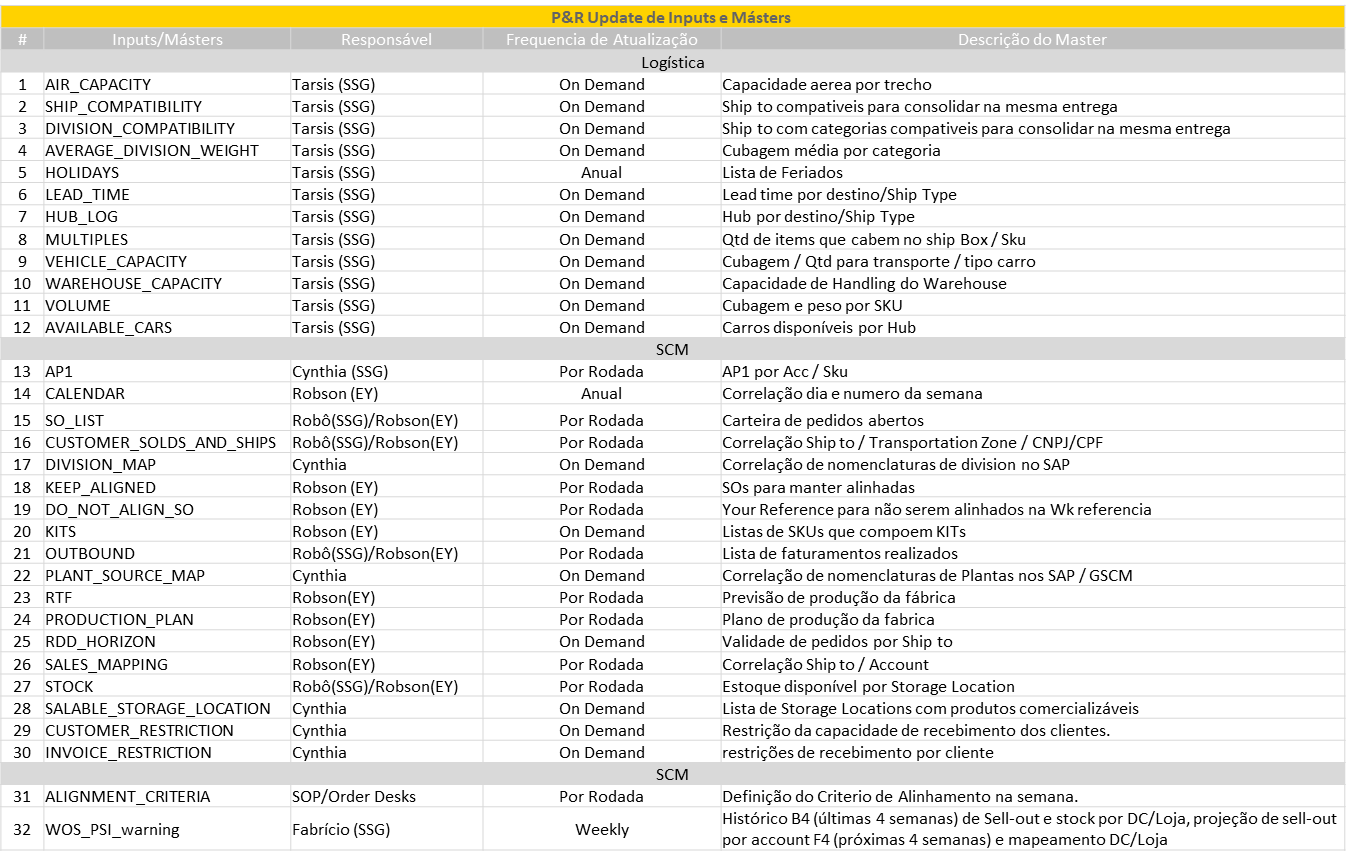 P&R Update de Inputs e Másters
# Inputs/Másters Responsável Frequencia de Atualização Descrição do Master
Logística
1 AIR_CAPACITY Tarsis (SSG) On Demand Capacidade aerea por trecho
2 SHIP_COMPATIBILITY Tarsis (SSG) On Demand Ship to compativeis para consolidar na mesma entrega
3 DIVISION_COMPATIBILITY Tarsis (SSG) On Demand Ship to com categorias compativeis para consolidar na mesma entrega
4 AVERAGE_DIVISION_WEIGHT Tarsis (SSG) On Demand Cubagem média por categoria
5 HOLIDAYS Tarsis (SSG) Anual Lista de Feriados
6 LEAD_TIME Tarsis (SSG) On Demand Lead time por destino/Ship Type
7 HUB_LOG Tarsis (SSG) On Demand Hub por destino/Ship Type
8 MULTIPLES Tarsis (SSG) On Demand Qtd de items que cabem no ship Box / Sku
9 VEHICLE_CAPACITY Tarsis (SSG) On Demand Cubagem / Qtd para transporte / tipo carro
10 WAREHOUSE_CAPACITY Tarsis (SSG) On Demand Capacidade de Handling do Warehouse
11 VOLUME Tarsis (SSG) On Demand Cubagem e peso por SKU
12 AVAILABLE_CARS Tarsis (SSG) On Demand Carros disponíveis por Hub
SCM
13 AP1 Cynthia (SSG) Por Rodada AP1 por Acc / Sku
14 CALENDAR Robson (EY) Anual Correlação dia e numero da semana
15 SO_LIST Robô(SSG)/Robson(EY) Por Rodada Carteira de pedidos abertos
16 CUSTOMER_SOLDS_AND_SHIPS Robô(SSG)/Robson(EY) Por Rodada Correlação Ship to / Transportation Zone / CNPJ/CPF
17 DIVISION_MAP Cynthia On Demand Correlação de nomenclaturas de division no SAP
18 KEEP_ALIGNED Robson (EY) Por Rodada SOs para manter alinhadas
19 DO_NOT_ALIGN_SO Robson (EY) Por Rodada Your Reference para não serem alinhados na Wk referencia
20 KITS Robson (EY) On Demand Listas de SKUs que compoem KITs
21 OUTBOUND Robô(SSG)/Robson(EY) Por Rodada Lista de faturamentos realizados
22 PLANT_SOURCE_MAP Cynthia On Demand Correlação de nomenclaturas de Plantas nos SAP / GSCM
23 RTF Robson(EY) Por Rodada Previsão de produção da fábrica
24 PRODUCTION_PLAN Robson(EY) Por Rodada Plano de produção da fabrica
25 RDD_HORIZON Robson(EY) On Demand Validade de pedidos por Ship to
26 SALES_MAPPING Robson(EY) Por Rodada Correlação Ship to / Account
27 STOCK Robô(SSG)/Robson(EY) Por Rodada Estoque disponível por Storage Location
28 SALABLE_STORAGE_LOCATION Cynthia On Demand Lista de Storage Locations com produtos comercializáveis
29 CUSTOMER_RESTRICTION Cynthia On Demand Restrição da capacidade de recebimento dos clientes.
30 INVOICE_RESTRICTION Cynthia On Demand restrições de recebimento por cliente
SCM
31 ALIGNMENT_CRITERIA SOP/Order Desks Por Rodada Definição do Criterio de Alinhamento na semana.
32 WOS_PSI_warning Fabrício (SSG) Weekly Histórico B4 (últimas 4 semanas) de Sell-out e stock por DC/Loja, projeção de sell-out
por account F4 (próximas 4 semanas) e mapeamento DC/Loja